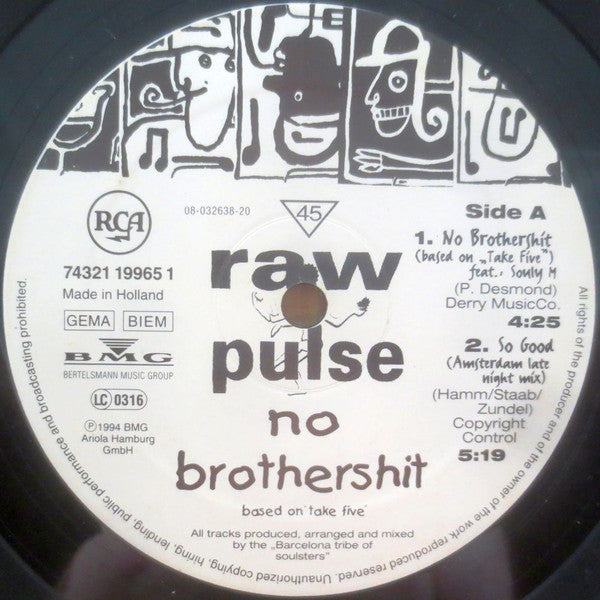 RCA
08-032638-20
45
Side A
74321 19965 1
Made in Holland
GEMA BIEM
BMG
BERTELSMANN MUSIC GROUP
LC 0316
℗ 1994 BMG
Ariola Hamburg
GmbH
raw
pulse
no
brothershit
based on 'take five'
1. No Brothershit
(based on „Take Five")
feat.: Souly M
(P. Desmond)
Derry MusicCo.
4:25
2. So Good
(Amsterdam late
night mix)
(Hamm/Staab/
Zundel)
Copyright
Control
5:19
All tracks produced, arranged and mixed
by the „Barcelona tribe of
soulsters"
All rights of the producer and of the owner of the work reproduced reserved. Unauthorized copying, hiring, lending, public performance and broadcasting prohibited.